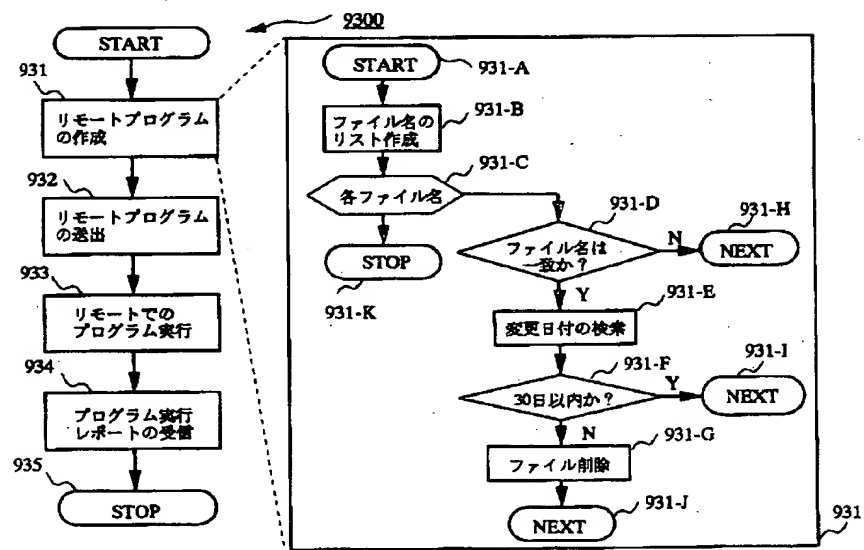 9300
START
931
リモートプログラム
の作成
932
リモートプログラム
の送出
933
リモートでの
プログラム実行
934
プログラム実行
レポートの受信
935
STOP
START
931-A
931-B
ファイル名の
リスト作成
931-C
各ファイル名
STOP
931-K
931-D
ファイル名は
一致か?
N
931-H
NEXT
Y
931-E
変更日付の検索
931-F
30日以内か?
Y
931-I
NEXT
N
931-G
ファイル削除
NEXT
931-J
931